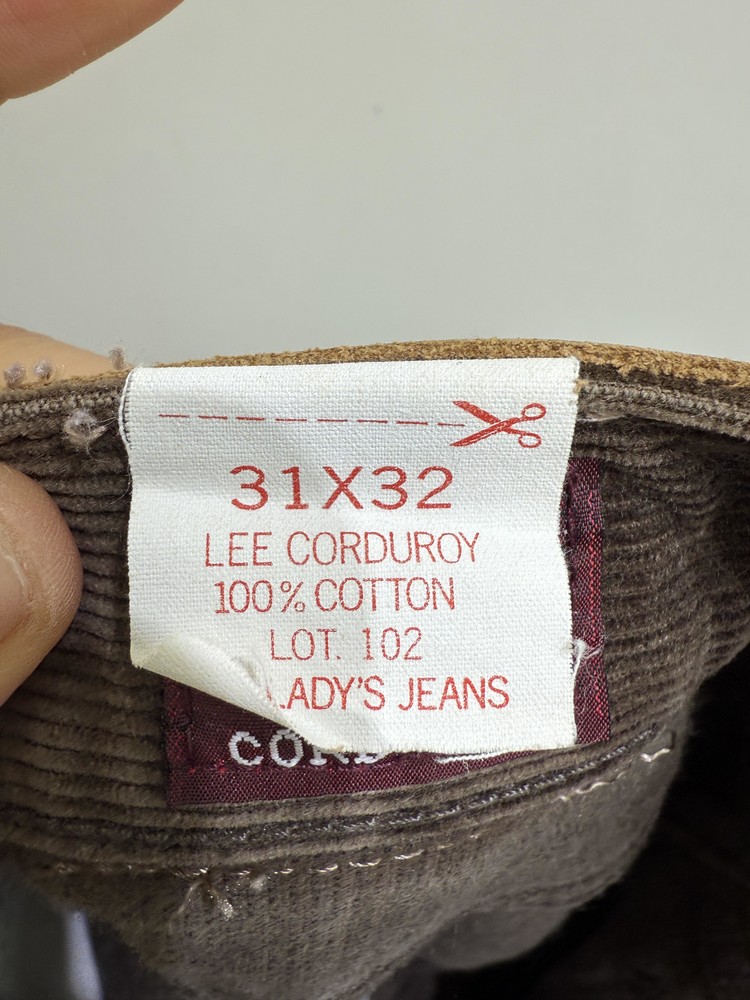 31X32
LEE CORDUROY
100% COTTON
LOT. 102
LADY'S JEANS